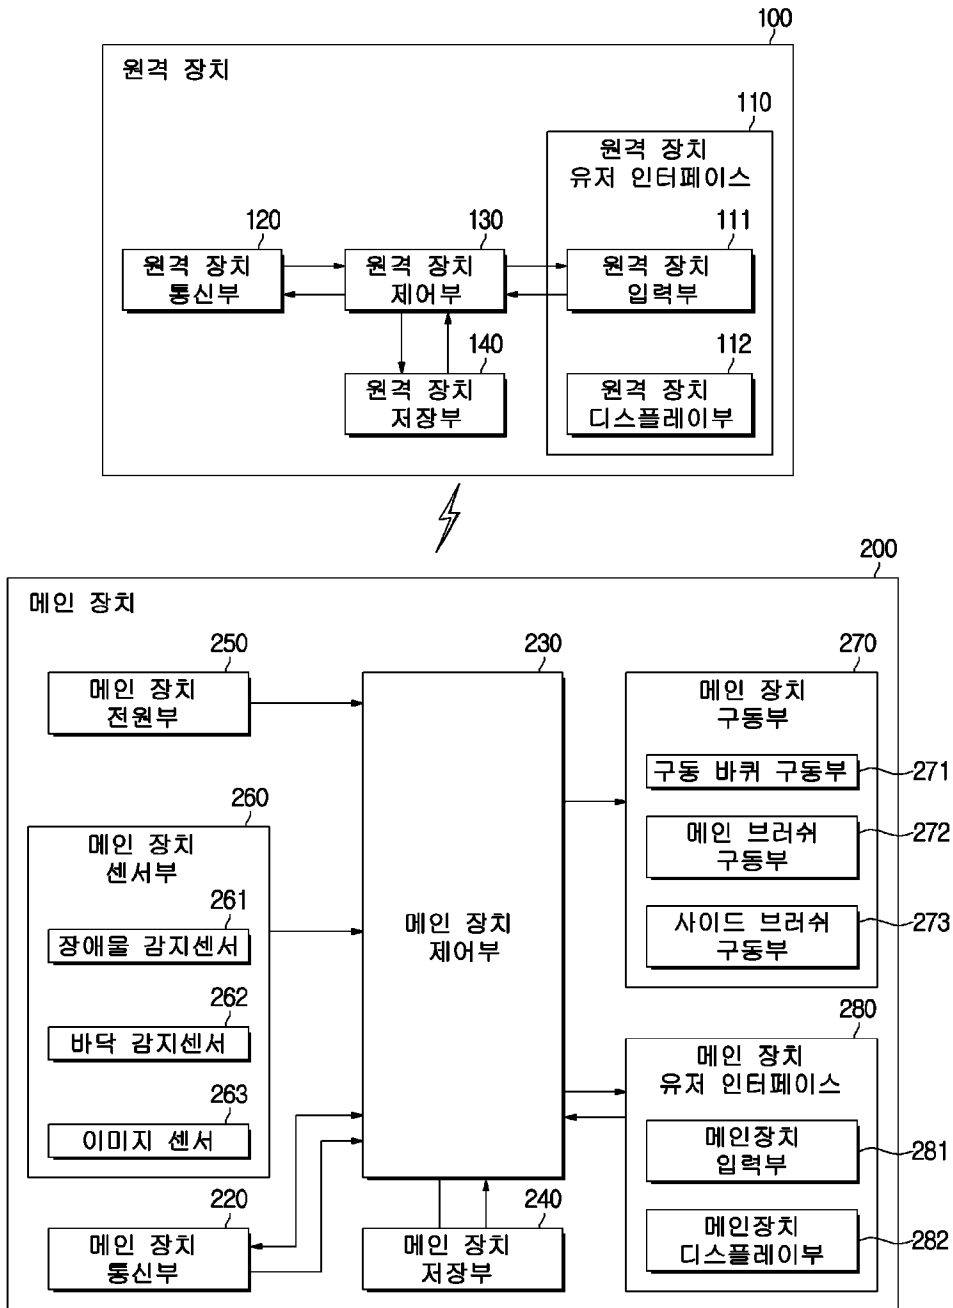 100
원격 장치
110
원격 장치
유저 인터페이스
120
130
111
원격 장치
통신부
원격 장치
제어부
원격 장치
입력부
140
112
원격 장치
저장부
원격 장치
디스플레이부
200
메인 장치
250
230
270
메인 장치
전원부
메인 장치
구동부
구동 바퀴 구동부
271
260
메인 장치
센서부
메인 브러쉬
구동부
272
261
장애물 감지센서
메인 장치
제어부
사이드 브러쉬
구동부
273
262
바닥 감지센서
280
메인 장치
유저 인터페이스
263
이미지 센서
메인장치
입력부
281
220
240
메인 장치
통신부
메인 장치
저장부
메인장치
디스플레이부
282